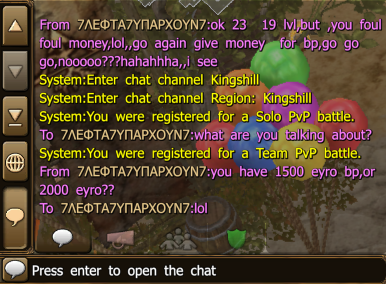 From 7ΛΕΦΤΑ7ΥΠΑΡΧΟΥΝ7:ok 23 19 lvl,but ,you foul
foul money,lol,,go again give money for bp,go go
go,nooooo???hahahhha,,i see
System:Enter chat channel Kingshill
System:Enter chat channel Region: Kingshill
System:You were registered for a Solo PvP battle.
To 7ΛΕΦΤΑ7ΥΠΑΡΧΟΥΝ7:what are you talking about?
System:You were registered for a Team PvP battle.
From 7ΛΕΦΤΑ7ΥΠΑΡΧΟΥΝ7:you have 1500 eyro bp,or
2000 eyro??
To 7ΛΕΦΤΑ7ΥΠΑΡΧΟΥΝ7:lol
Press enter to open the chat